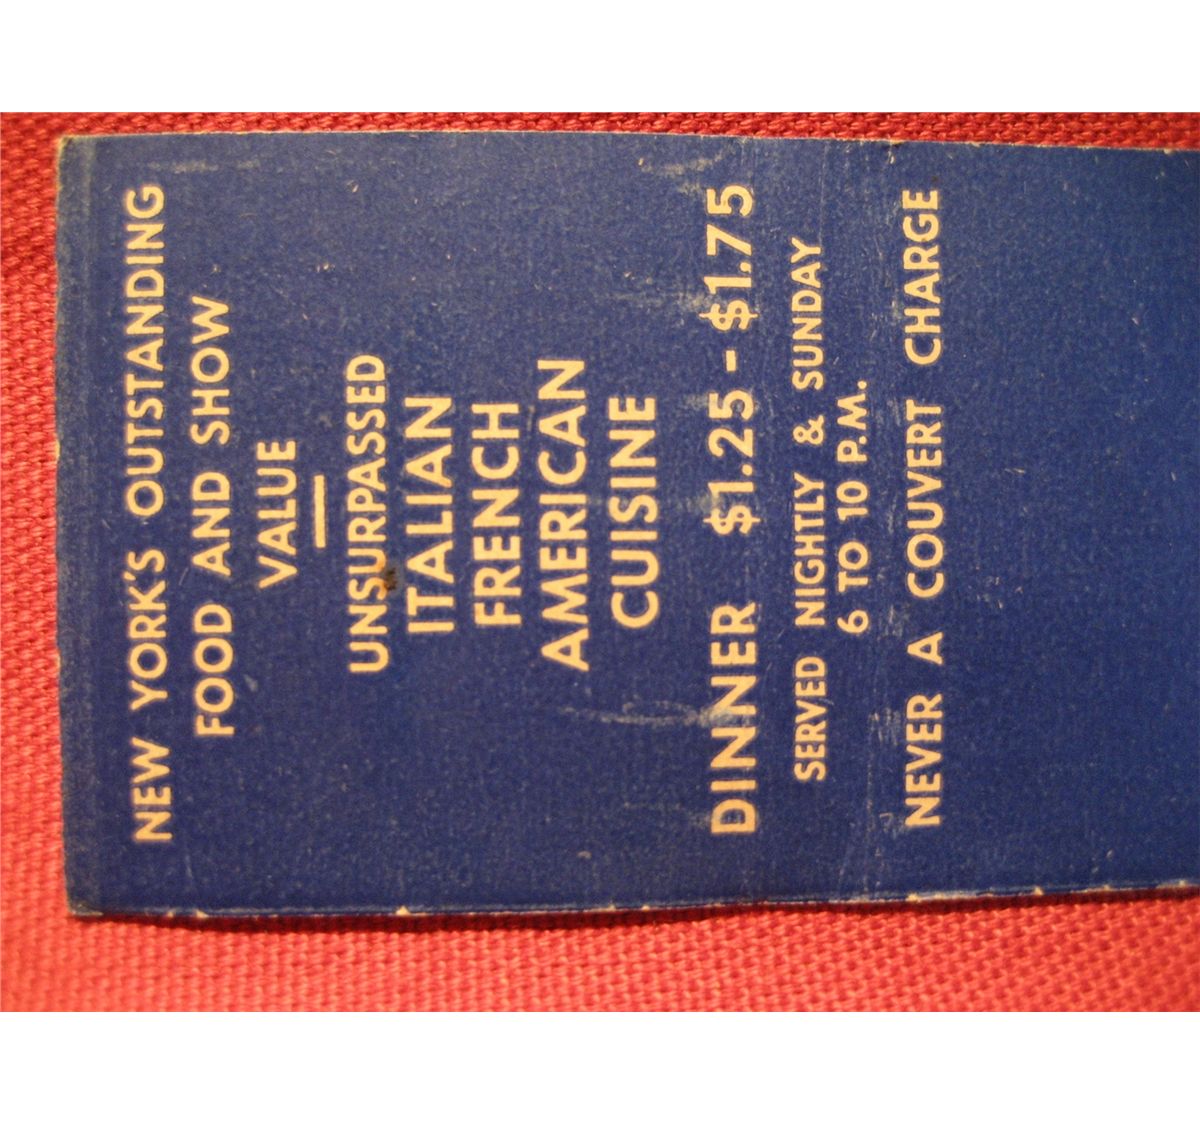 NEW YORK'S OUTSTANDING
FOOD AND SHOW
VALUE
UNSURPASSED
ITALIAN
FRENCH
AMERICAN
CUISINE
DINNER $1.25 - $1.75
SERVED NIGHTLY & SUNDAY
6 TO 10 P.M.
NEVER A COUVERT CHARGE